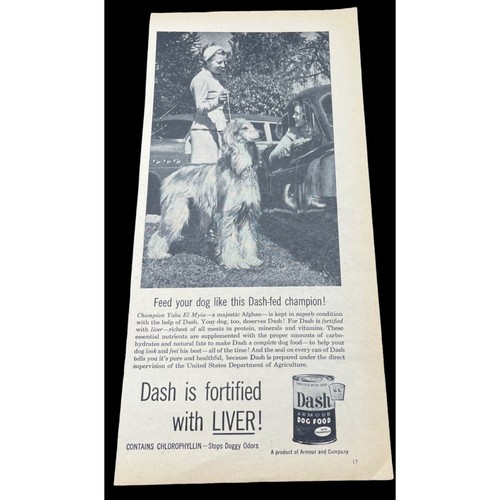 Feed your dog like this Dash-fed champion!
Champion Yoku El Myia—a majestic Afghan—is kept in superb condition
with the help of Dash. Your dog, too, deserves Dash! For Dash is fortified
with liver—richest of all meats in protein, minerals and vitamins. These
essential nutrients are supplemented with the proper amounts of carbo-
hydrates and natural fats to make Dash a complete dog food—to help your
dog look and feel his best—all of the time! And the seal on every can of Dash
tells you it's pure and healthful, because Dash is prepared under the direct
supervision of the United States Department of Agriculture.
Dash is fortified
with LIVER!
CONTAINS CHLOROPHYLLIN—Stops Doggy Odors
Dash
ARMOUR
DOG FOOD
A product of Armour and Company
17